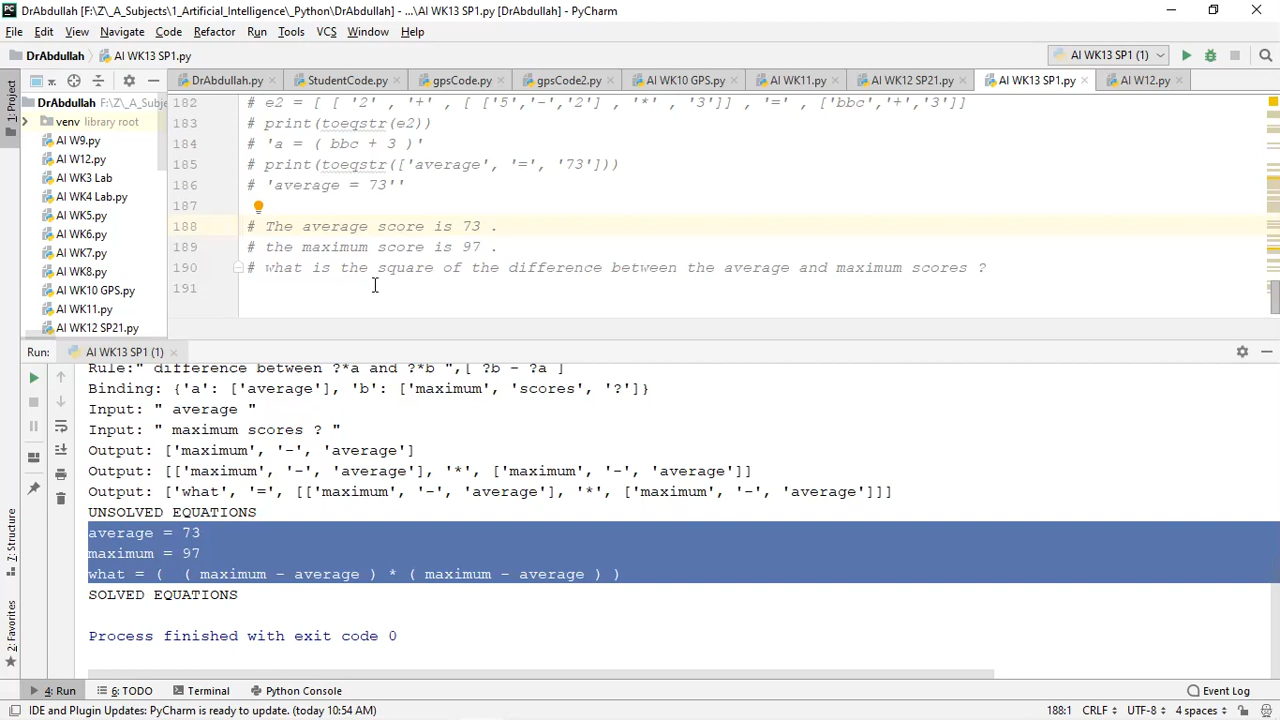 DrAbdullah [F:\Z\_A_Subjects\1_Artificial_Intelligence\_Python\DrAbdullah] - ...\AI WK13 SP1.py [DrAbdullah] - PyCharm
File Edit View Navigate Code Refactor Run Tools VCS Window Help
DrAbdullah AI WK13 SP1.py AI WK13 SP1 (1)
DrAbdullah.py StudentCode.py gpsCode.py gpsCode2.py AI WK10 GPS.py AI WK11.py AI WK12 SP21.py AI WK13 SP1.py AI W12.py
1: Project
DrAbdullah F:\Z\_A_Subje
venv library root
AI W9.py
AI W12.py
AI WK3 Lab
AI WK4 Lab.py
AI WK5.py
AI WK6.py
AI WK7.py
AI WK8.py
AI WK10 GPS.py
AI WK11.py
AI WK12 SP21.py
182 # e2 = [ [ '2' , '+' , [ ['5','-','2'] , '*' , '3']] , '=' , ['bbc','+','3']]
183 # print(toeqstr(e2))
184 # 'a = ( bbc + 3 )'
185 # print(toeqstr(['average', '=', '73']))
186 # 'average = 73''
187
188 # The average score is 73 .
189 # the maximum score is 97 .
190 # what is the square of the difference between the average and maximum scores ?
191
Run: AI WK13 SP1 (1)
Rule:" difference between ?*a and ?*b ",[ ?b - ?a ]
Binding: {'a': ['average'], 'b': ['maximum', 'scores', '?']}
Input: " average "
Input: " maximum scores ? "
Output: ['maximum', '-', 'average']
Output: [['maximum', '-', 'average'], '*', ['maximum', '-', 'average']]
Output: ['what', '=', [['maximum', '-', 'average'], '*', ['maximum', '-', 'average']]]
UNSOLVED EQUATIONS
average = 73
maximum = 97
what = (  ( maximum - average ) * ( maximum - average ) )
SOLVED EQUATIONS
Process finished with exit code 0
Z: Structure
2: Favorites
4: Run 6: TODO Terminal Python Console Event Log
IDE and Plugin Updates: PyCharm is ready to update. (today 10:54 AM) 188:1 CRLF UTF-8 4 spaces